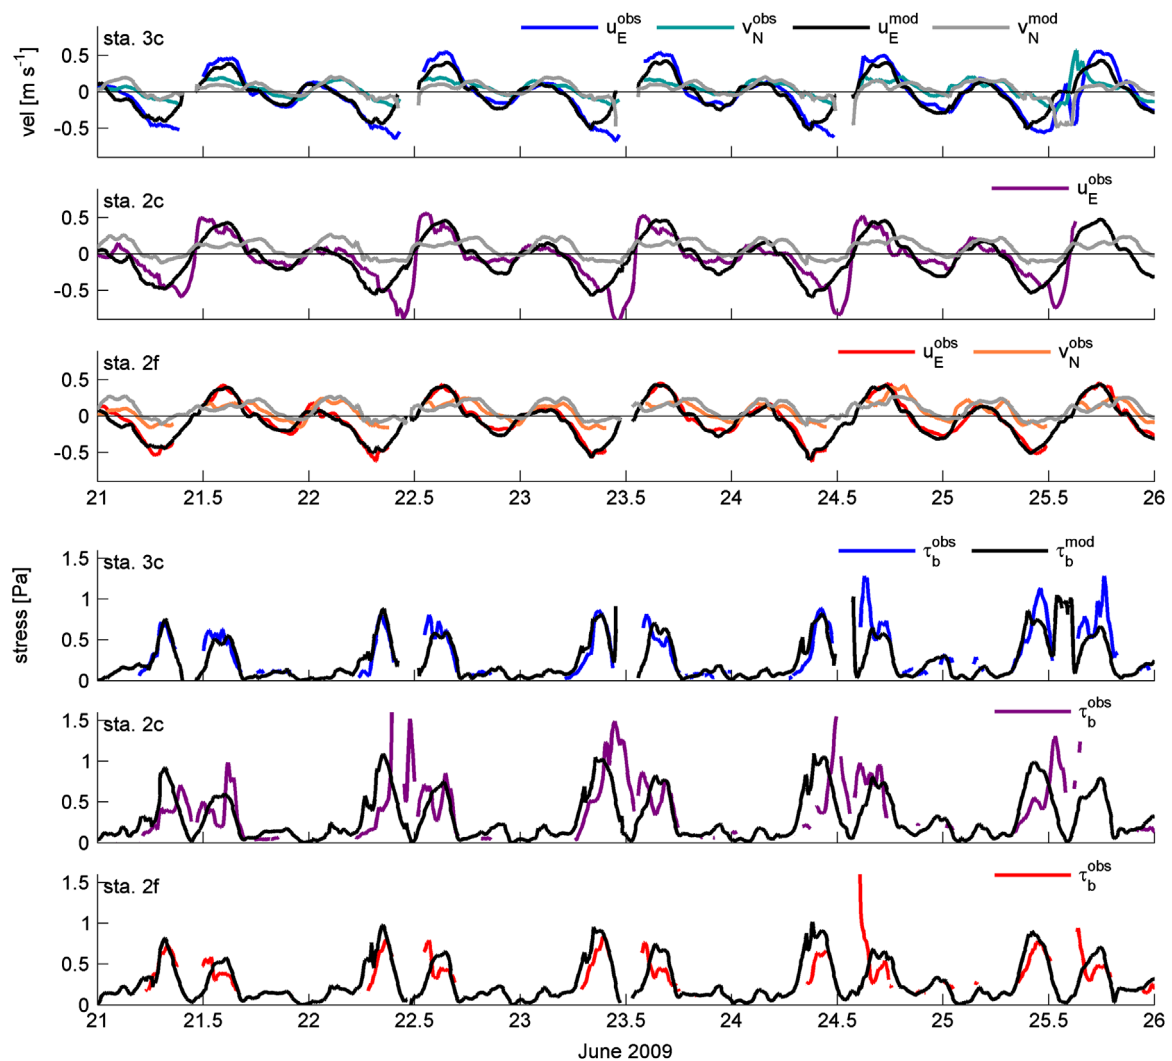 sta. 3c u_E^obs v_N^obs u_E^mod v_N^mod
vel [m s⁻¹]
0.5
0
-0.5
sta. 2c u_E^obs
0.5
0
-0.5
sta. 2f u_E^obs v_N^obs
0.5
0
-0.5
21 21.5 22 22.5 23 23.5 24 24.5 25 25.5 26
sta. 3c τ_b^obs τ_b^mod
stress [Pa]
1.5
1
0.5
0
sta. 2c τ_b^obs
1.5
1
0.5
0
sta. 2f τ_b^obs
1.5
1
0.5
0
21 21.5 22 22.5 23 23.5 24 24.5 25 25.5 26
June 2009